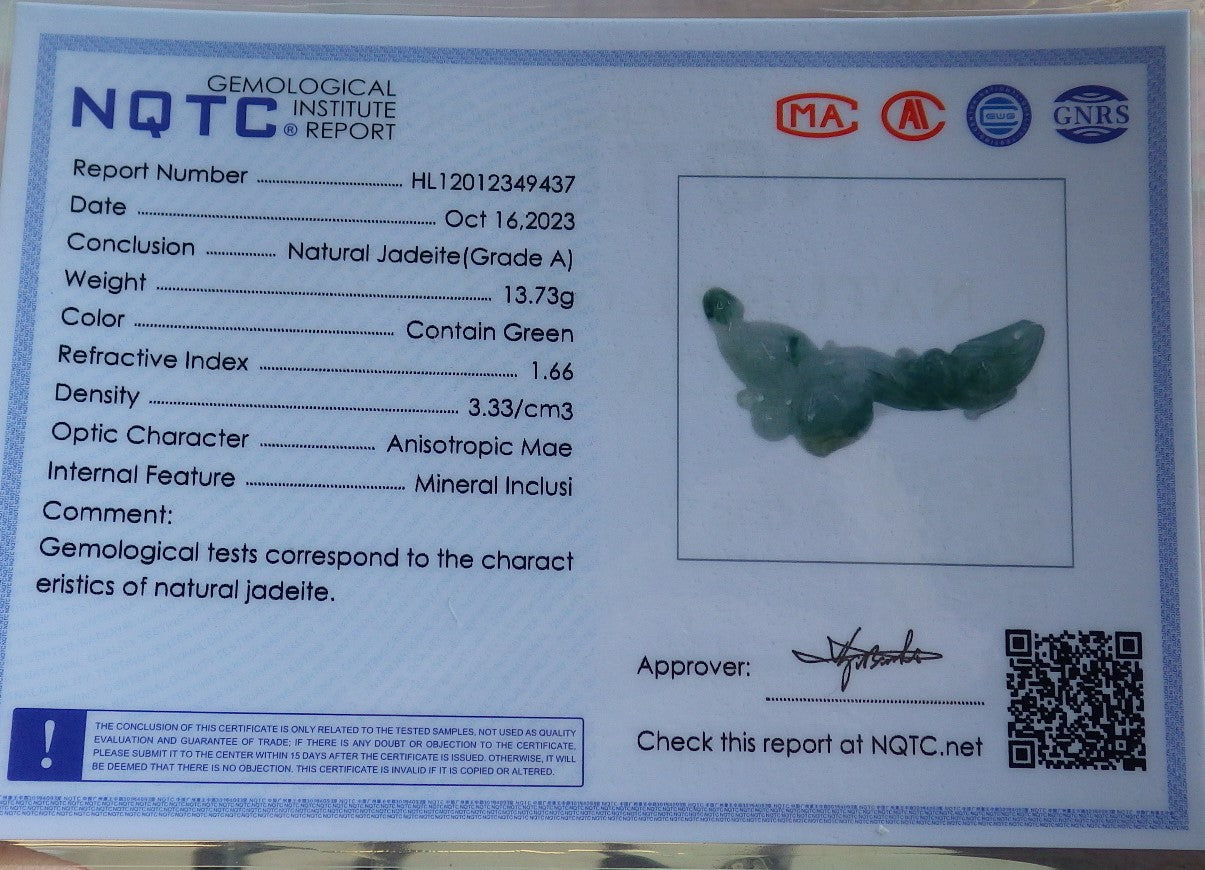 GEMOLOGICAL
NQTC® INSTITUTE
REPORT
MA
AL
GNRS
Report Number ........ HL12012349437
Date ........ Oct 16,2023
Conclusion ........ Natural Jadeite(Grade A)
Weight ........ 13.73g
Color ........ Contain Green
Refractive Index ........ 1.66
Density ........ 3.33/cm3
Optic Character ........ Anisotropic Mae
Internal Feature ........ Mineral Inclusi
Comment:
Gemological tests correspond to the charact
eristics of natural jadeite.
Approver:
Check this report at NQTC.net
!
THE CONCLUSION OF THIS CERTIFICATE IS ONLY RELATED TO THE TESTED SAMPLES, NOT USED AS QUALITY
EVALUATION AND GUARANTEE OF TRADE; IF THERE IS ANY DOUBT OR OBJECTION TO THE CERTIFICATE,
PLEASE SUBMIT IT TO THE CENTER WITHIN 15 DAYS AFTER THE CERTIFICATE IS ISSUED. OTHERWISE, IT WILL
BE DEEMED THAT THERE IS NO OBJECTION. THIS CERTIFICATE IS INVALID IF IT IS COPIED OR ALTERED.